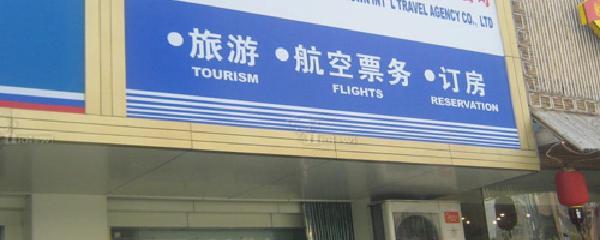 L TRAVEL AGENCY CO., LTD
•旅游 •航空票务 •订房
TOURISM FLIGHTS RESERVATION